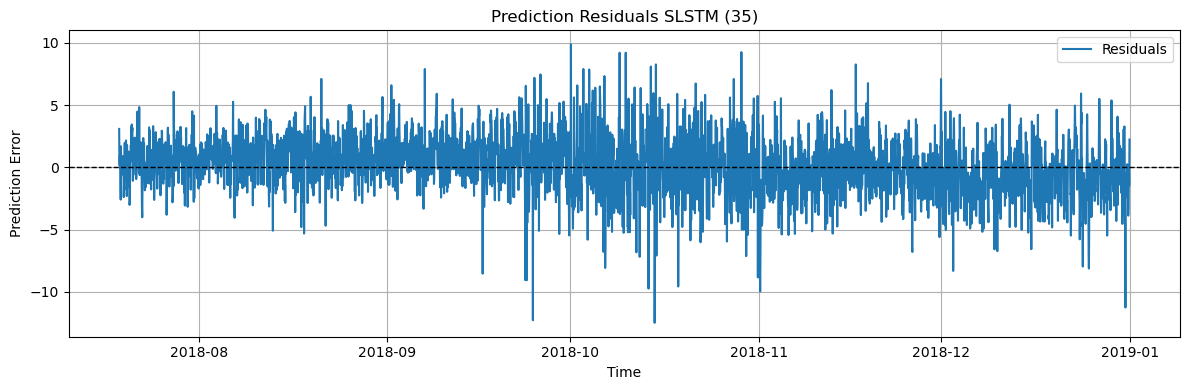 Prediction Residuals SLSTM (35)
Residuals
Prediction Error
10
5
0
−5
−10
2018-08 2018-09 2018-10 2018-11 2018-12 2019-01
Time